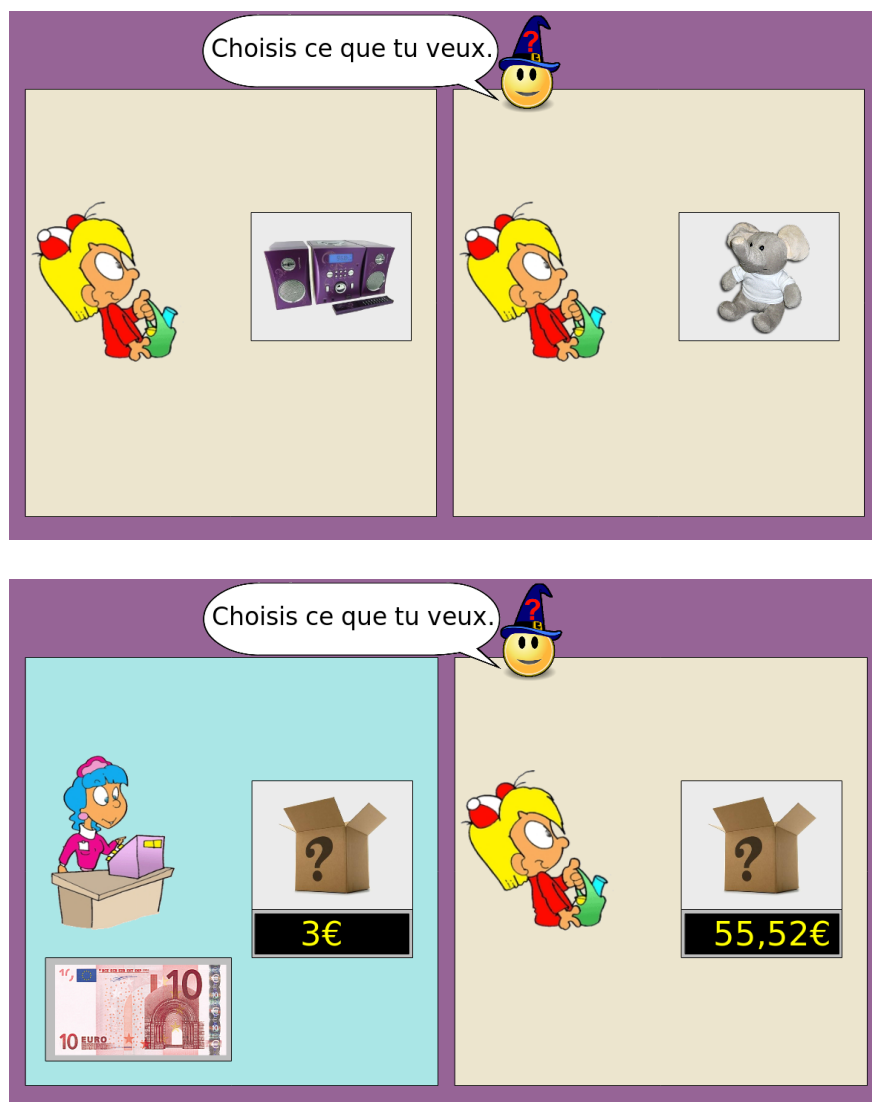 Choisis ce que tu veux.
?
Choisis ce que tu veux.
?
?
?
3€
55,52€
10
10 EURO